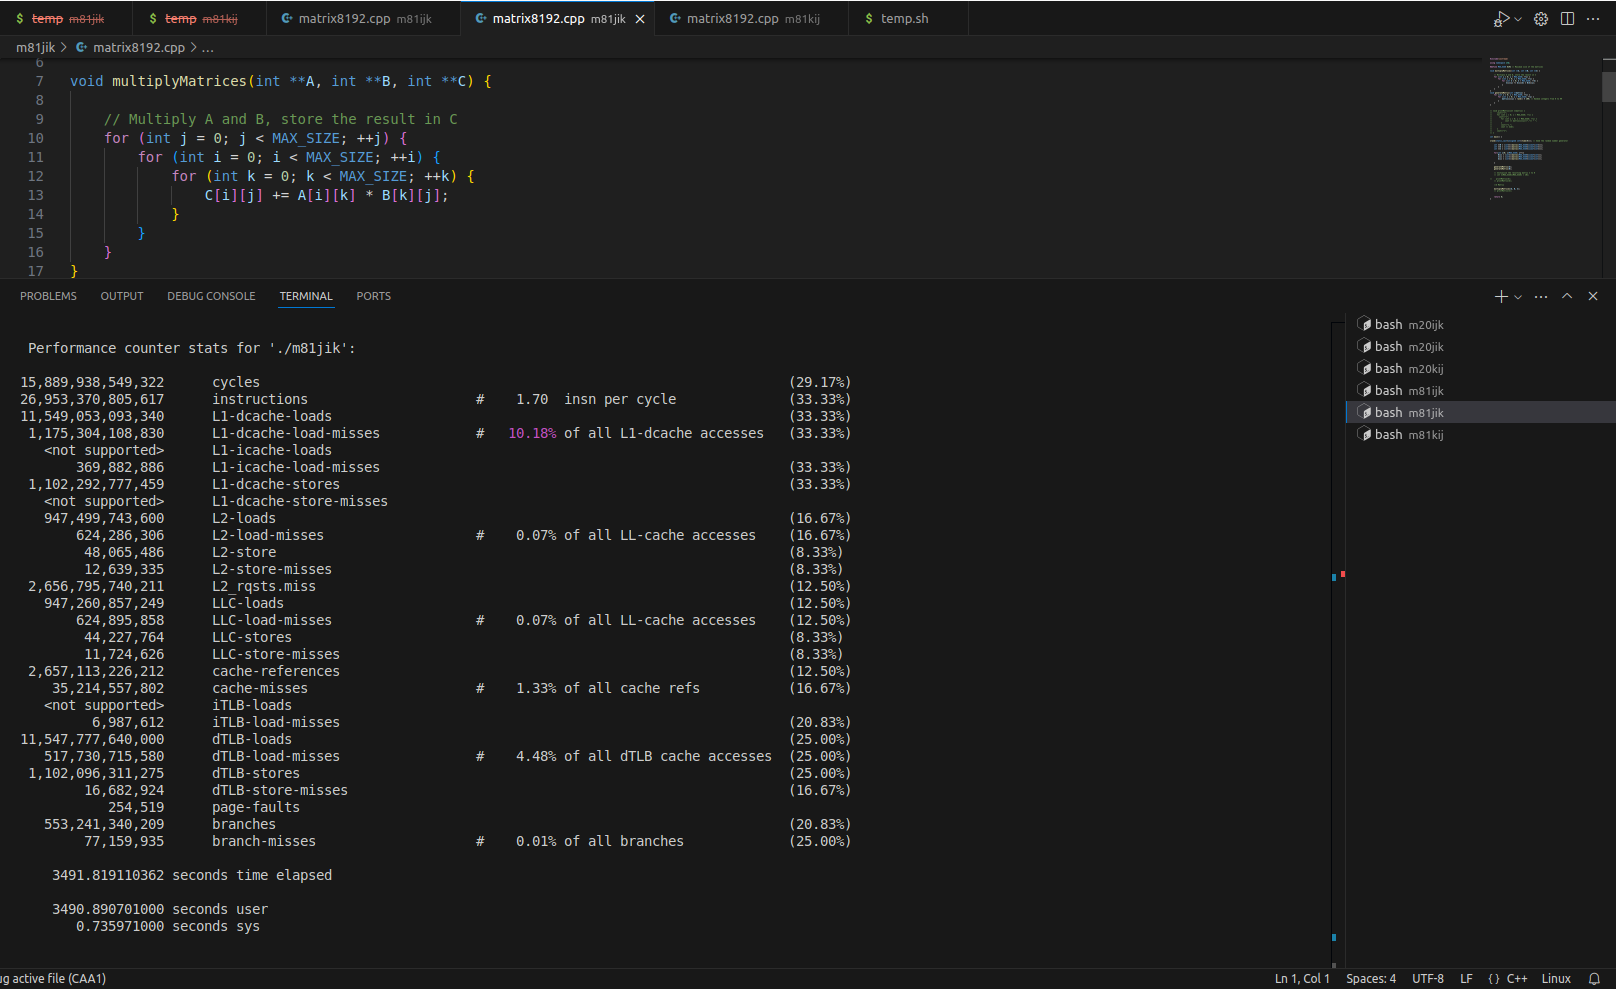 $ temp m81jik $ temp m81kij matrix8192.cpp m81ijk matrix8192.cpp m81jik matrix8192.cpp m81kij $ temp.sh
m81jik > matrix8192.cpp > ...
6
7 void multiplyMatrices(int **A, int **B, int **C) {
8
9 // Multiply A and B, store the result in C
10 for (int j = 0; j < MAX_SIZE; ++j) {
11 for (int i = 0; i < MAX_SIZE; ++i) {
12 for (int k = 0; k < MAX_SIZE; ++k) {
13 C[i][j] += A[i][k] * B[k][j];
14 }
15 }
16 }
17 }
PROBLEMS OUTPUT DEBUG CONSOLE TERMINAL PORTS
Performance counter stats for './m81jik':
15,889,938,549,322 cycles (29.17%)
26,953,370,805,617 instructions # 1.70 insn per cycle (33.33%)
11,549,053,093,340 L1-dcache-loads (33.33%)
1,175,304,108,830 L1-dcache-load-misses # 10.18% of all L1-dcache accesses (33.33%)
<not supported> L1-icache-loads
369,882,886 L1-icache-load-misses (33.33%)
1,102,292,777,459 L1-dcache-stores (33.33%)
<not supported> L1-dcache-store-misses
947,499,743,600 L2-loads (16.67%)
624,286,306 L2-load-misses # 0.07% of all LL-cache accesses (16.67%)
48,065,486 L2-store (8.33%)
12,639,335 L2-store-misses (8.33%)
2,656,795,740,211 L2_rqsts.miss (12.50%)
947,260,857,249 LLC-loads (12.50%)
624,895,858 LLC-load-misses # 0.07% of all LL-cache accesses (12.50%)
44,227,764 LLC-stores (8.33%)
11,724,626 LLC-store-misses (8.33%)
2,657,113,226,212 cache-references (12.50%)
35,214,557,802 cache-misses # 1.33% of all cache refs (16.67%)
<not supported> iTLB-loads
6,987,612 iTLB-load-misses (20.83%)
11,547,777,640,000 dTLB-loads (25.00%)
517,730,715,580 dTLB-load-misses # 4.48% of all dTLB cache accesses (25.00%)
1,102,096,311,275 dTLB-stores (25.00%)
16,682,924 dTLB-store-misses (16.67%)
254,519 page-faults
553,241,340,209 branches (20.83%)
77,159,935 branch-misses # 0.01% of all branches (25.00%)
3491.819110362 seconds time elapsed
3490.890701000 seconds user
0.735971000 seconds sys
bash m20ijk
bash m20jik
bash m20kij
bash m81ijk
bash m81jik
bash m81kij
ug active file (CAA1) Ln 1, Col 1 Spaces: 4 UTF-8 LF {} C++ Linux